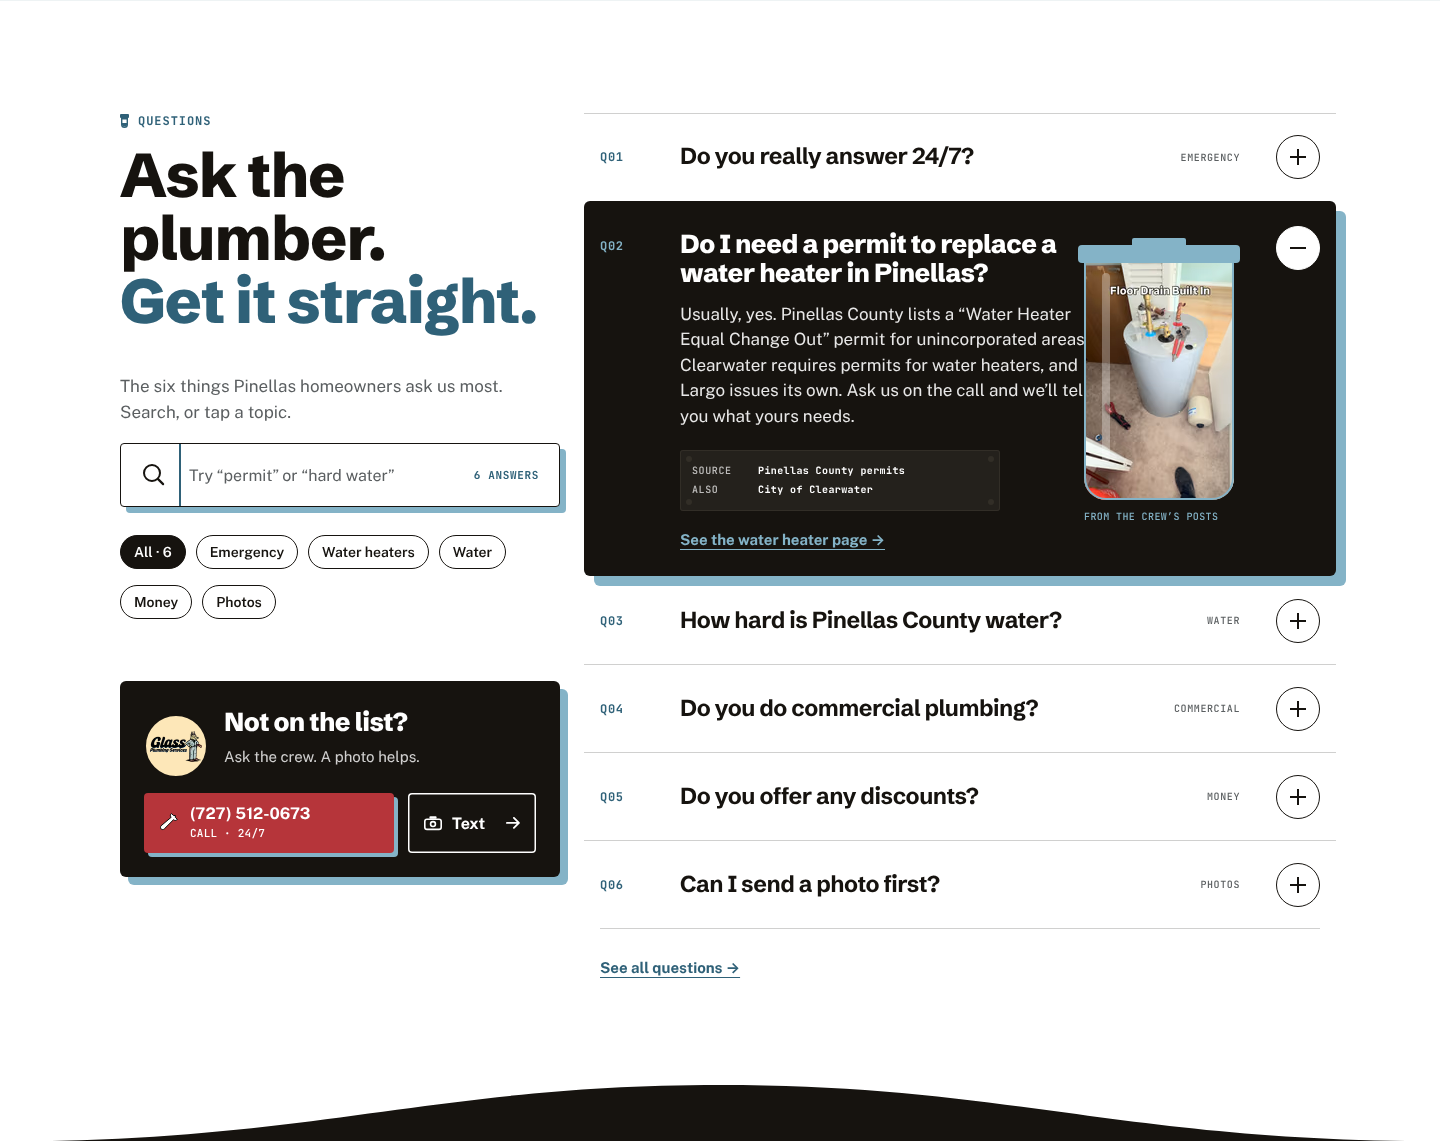 QUESTIONS
Ask the
plumber.
Get it straight.
The six things Pinellas homeowners ask us most.
Search, or tap a topic.
Try “permit” or “hard water”
6 ANSWERS
All · 6
Emergency
Water heaters
Water
Money
Photos
Glass
Plumbing Services
Not on the list?
Ask the crew. A photo helps.
(727) 512-0673
CALL · 24/7
Text →
Q01
Do you really answer 24/7?
EMERGENCY
Q02
Do I need a permit to replace a
water heater in Pinellas?
Usually, yes. Pinellas County lists a “Water Heater
Equal Change Out” permit for unincorporated areas
Clearwater requires permits for water heaters, and
Largo issues its own. Ask us on the call and we’ll tel
you what yours needs.
SOURCE Pinellas County permits
ALSO City of Clearwater
See the water heater page →
Floor Drain Built In
FROM THE CREW’S POSTS
Q03
How hard is Pinellas County water?
WATER
Q04
Do you do commercial plumbing?
COMMERCIAL
Q05
Do you offer any discounts?
MONEY
Q06
Can I send a photo first?
PHOTOS
See all questions →